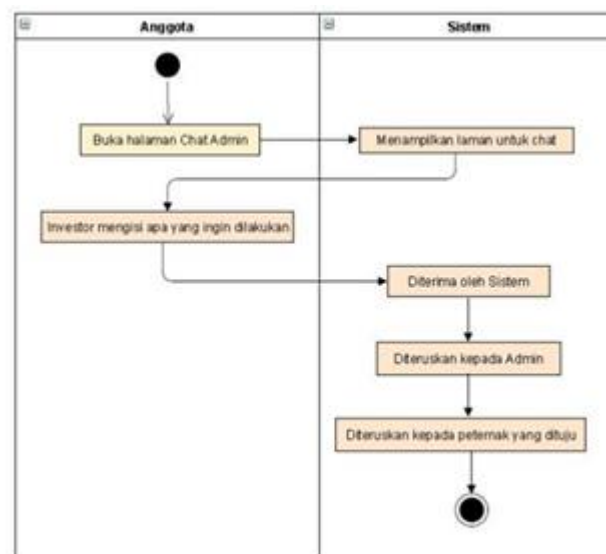 Anggota
Sistem
Buka halaman Chat Admin
Menampilkan laman untuk chat
Investor mengisi apa yang ingin dilakukan
Diterima oleh Sistem
Diteruskan kepada Admin
Diteruskan kepada peternak yang dituju